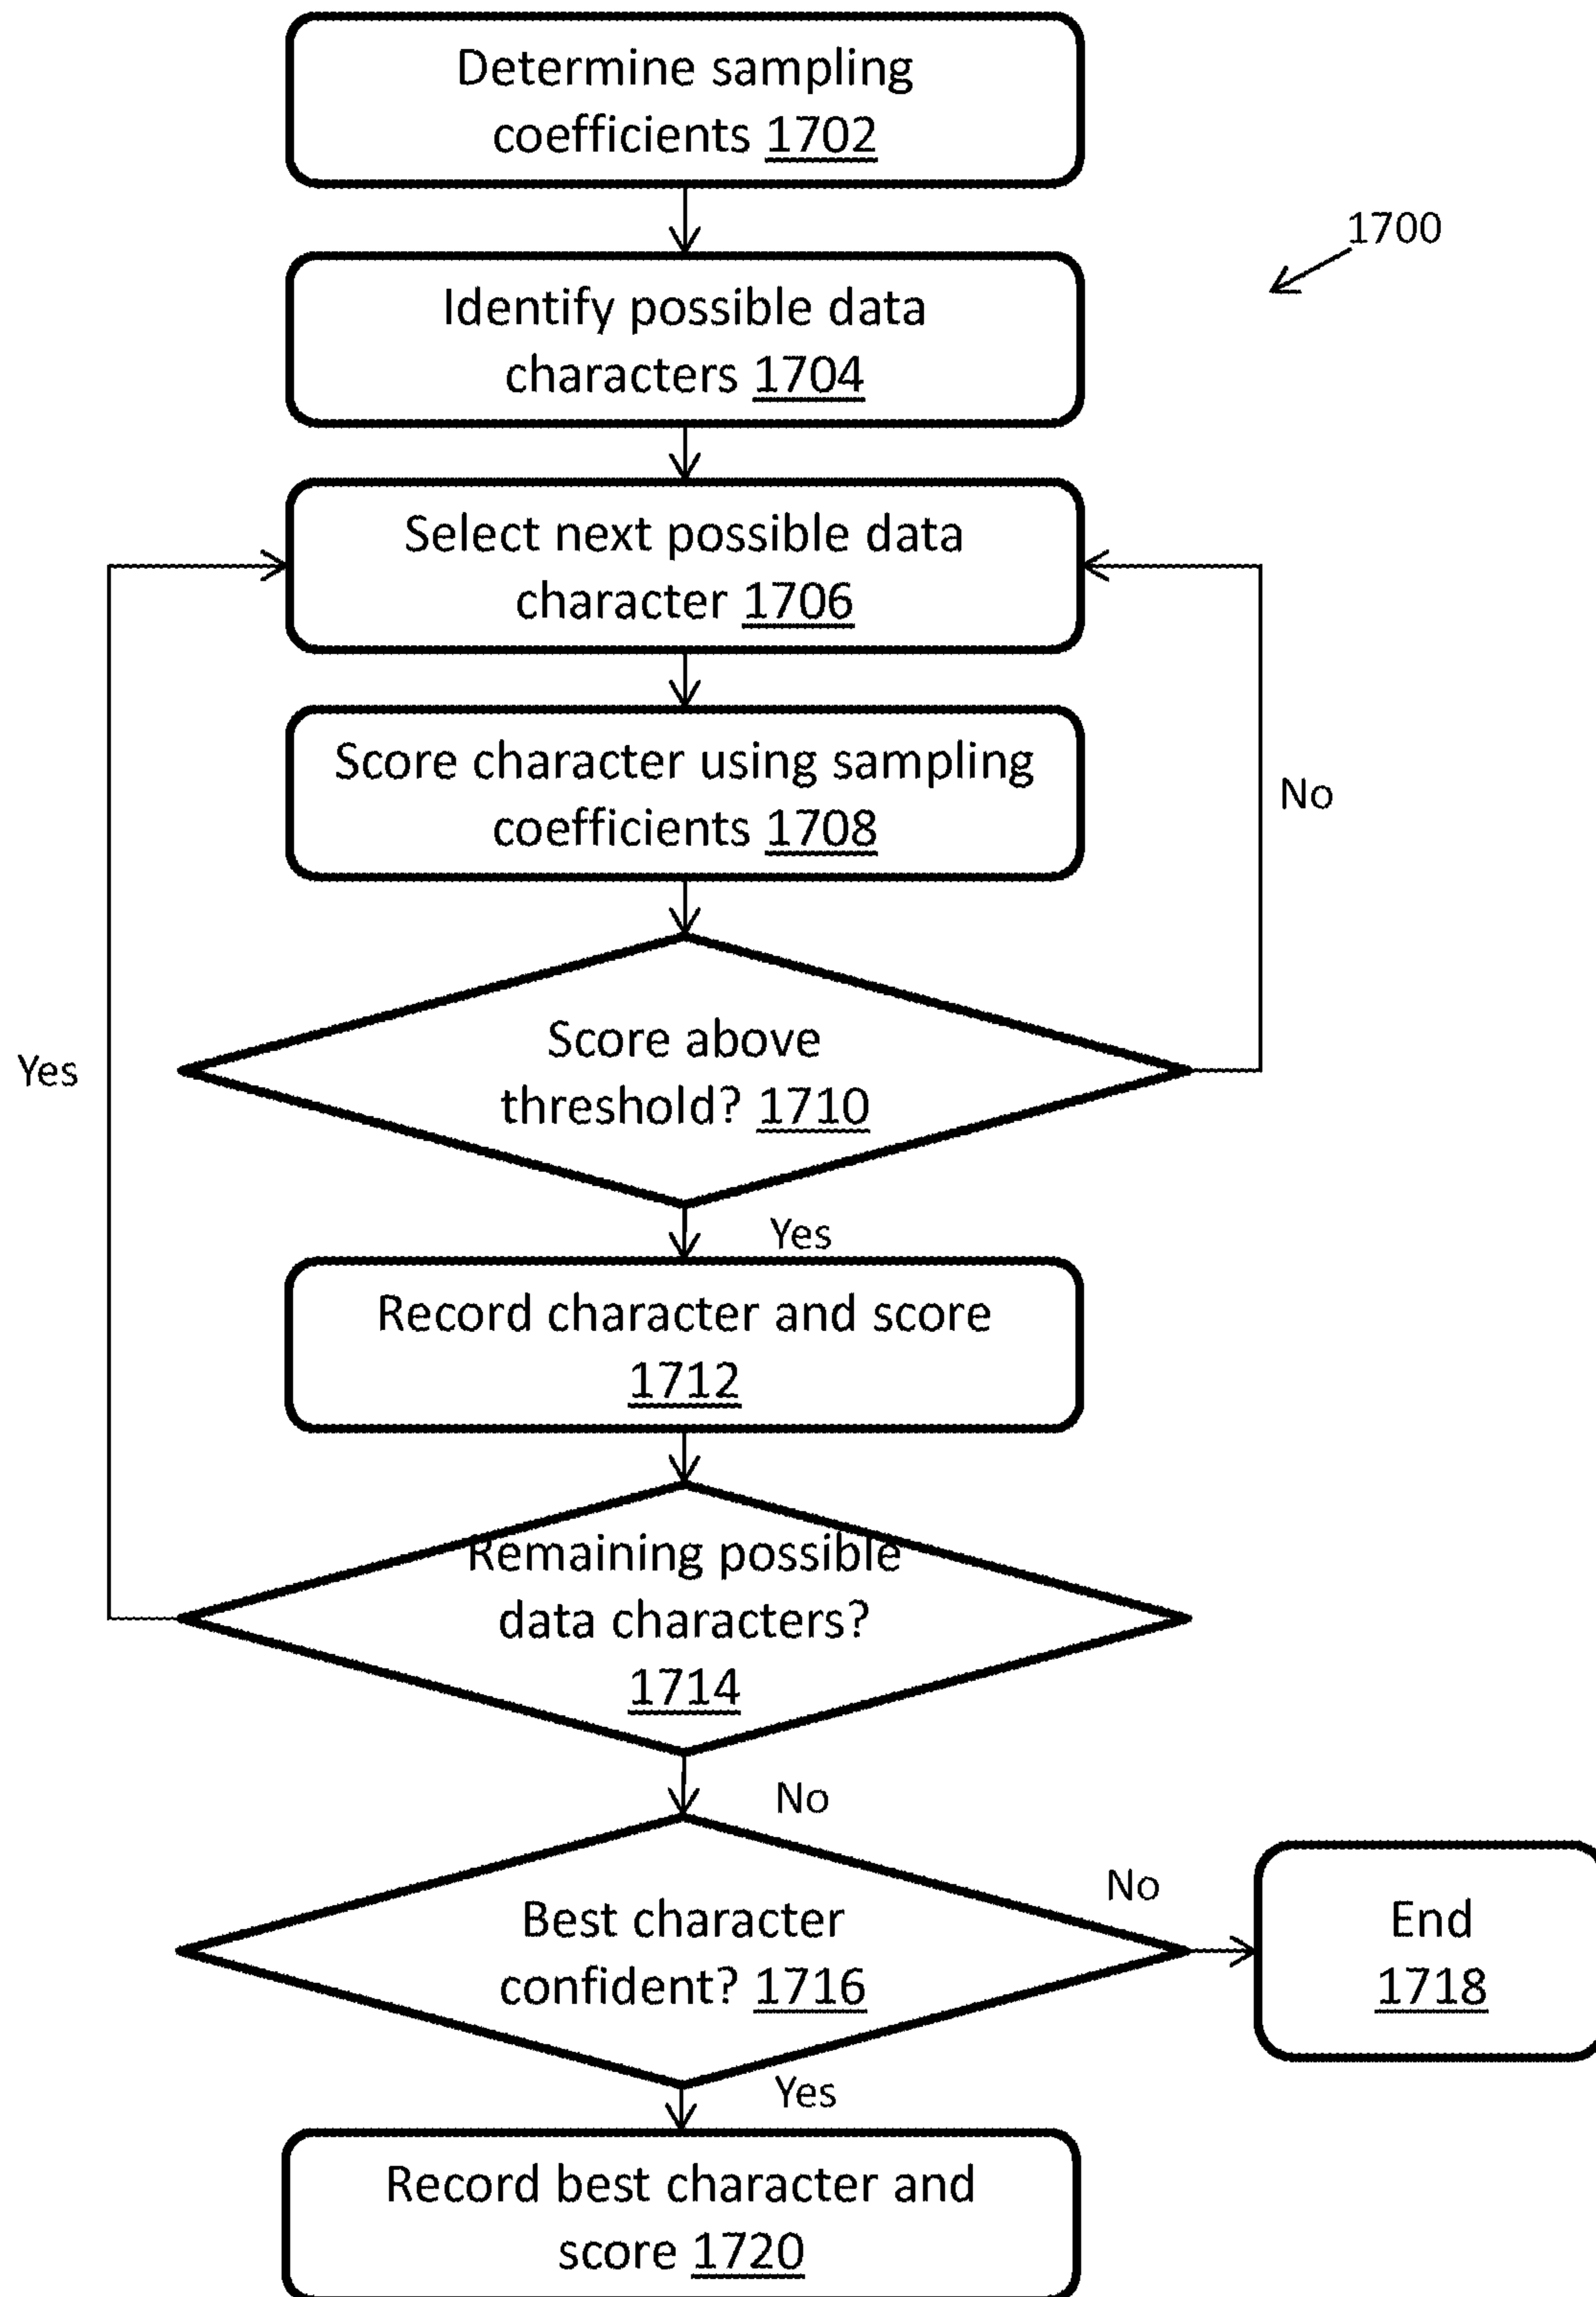 Determine sampling
coefficients 1702
1700
Identify possible data
characters 1704
Select next possible data
character 1706
Score character using sampling
coefficients 1708
No
Score above
threshold? 1710
Yes
Yes
Record character and score
1712
Remaining possible
data characters?
1714
No
No
Best character
confident? 1716
End
1718
Yes
Record best character and
score 1720